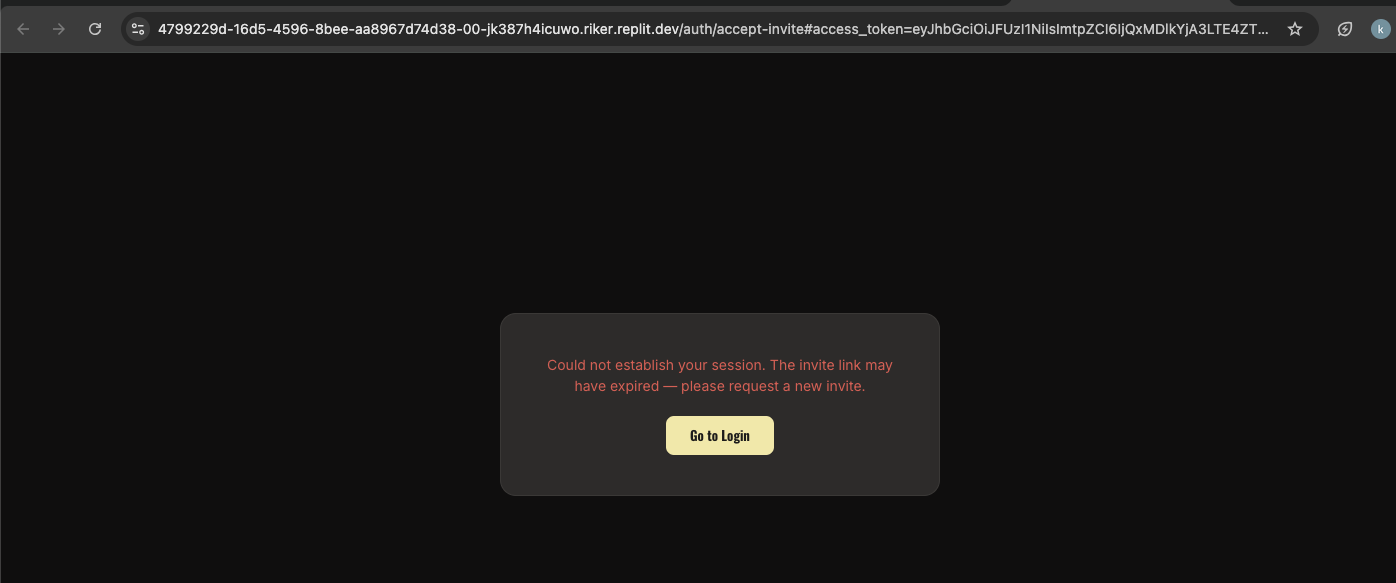 4799229d-16d5-4596-8bee-aa8967d74d38-00-jk387h4icuwo.riker.replit.dev/auth/accept-invite#access_token=eyJhbGciOiJFUzI1NiIsImtpZCI6IjQxMDlkYjA3LTE4ZT...
k
Could not establish your session. The invite link may
have expired — please request a new invite.
Go to Login